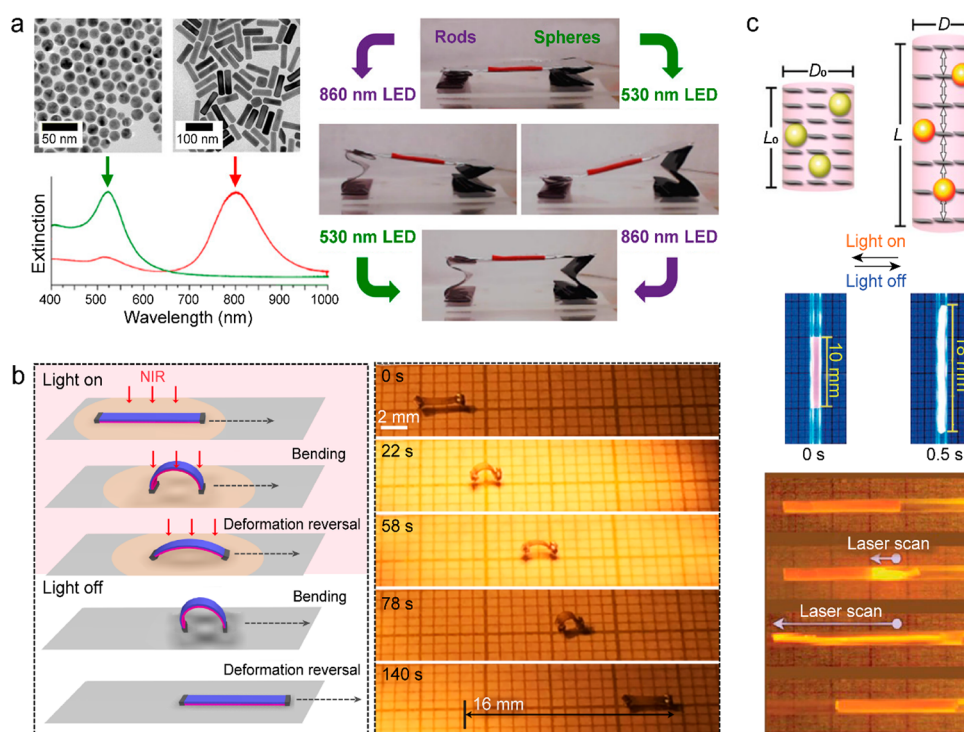 a
50 nm
100 nm
Extinction
400 500 600 700 800 900 1000
Wavelength (nm)
Rods Spheres
860 nm LED
530 nm LED
530 nm LED
860 nm LED
b
Light on
NIR
Bending
Deformation reversal
Light off
Bending
Deformation reversal
0 s
2 mm
22 s
58 s
78 s
140 s
16 mm
c
D₀
L₀
D
L
Light on
Light off
10 mm
0 s
18 mm
0.5 s
Laser scan
Laser scan